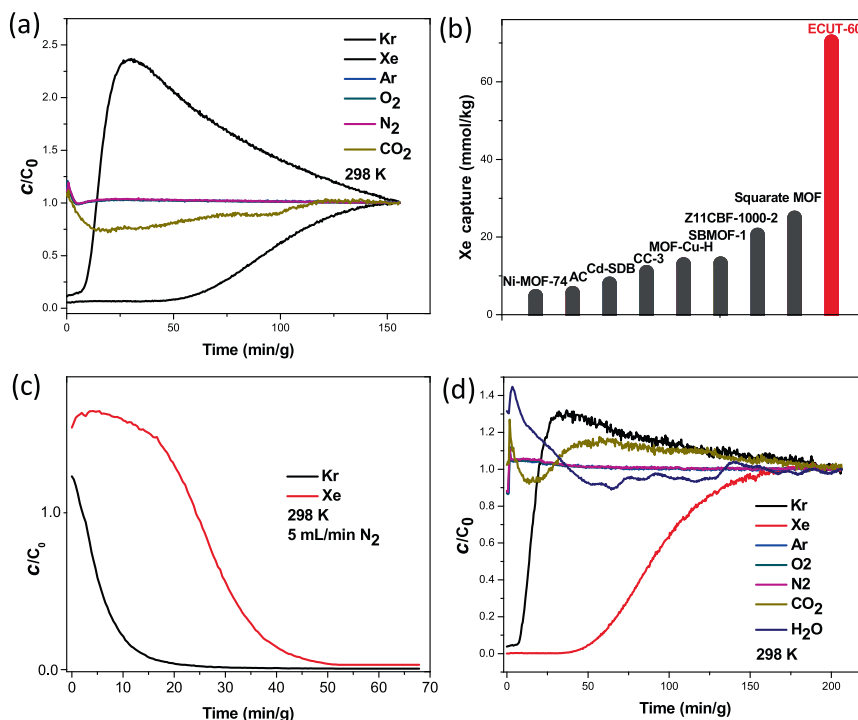 (a)
2.5
2.0
1.5
1.0
0.5
0.0
c/C0
0
50
100
150
Time (min/g)
Kr
Xe
Ar
O2
N2
CO2
298 K
(b)
60
40
20
0
Xe capture (mmol/kg)
ECUT-60
Squarate MOF
Z11CBF-1000-2
SBMOF-1
MOF-Cu-H
CC-3
Cd-SDB
AC
Ni-MOF-74
(c)
1.0
0.0
c/C0
0 10 20 30 40 50 60 70
Time (min/g)
Kr
Xe
298 K
5 mL/min N2
(d)
1.4
1.2
1.0
0.8
0.6
0.4
0.2
0.0
c/C0
0 50 100 150 200
Time (min/g)
Kr
Xe
Ar
O2
N2
CO2
H2O
298 K